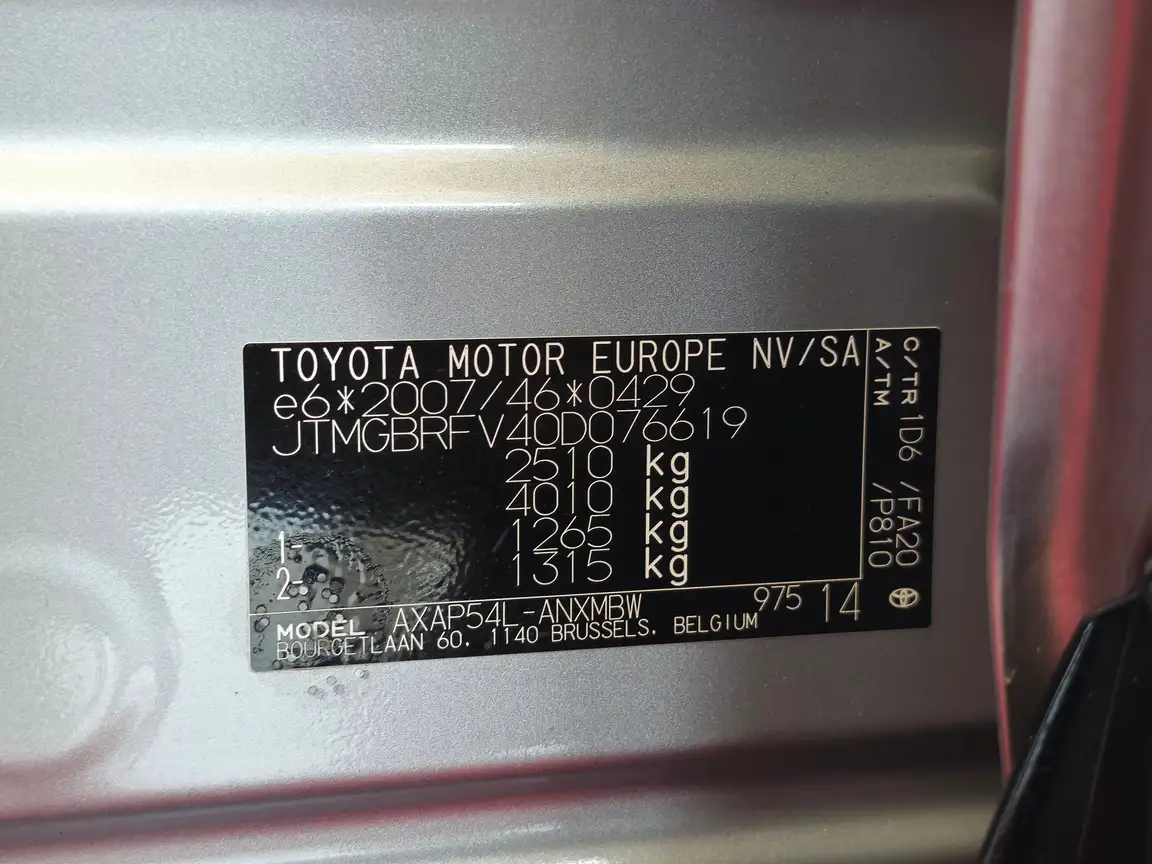 TOYOTA MOTOR EUROPE NV/SA
e6*2007/46*0429
JTMGBRFV40D076619
2510 kg
4010 kg
1- 1265 kg
2- 1315 kg
MODEL AXAP54L-ANXMBW 975 14
BOURGETLAAN 60. 1140 BRUSSELS. BELGIUM
C/TR 1D6 /FA20
A/TM /P810